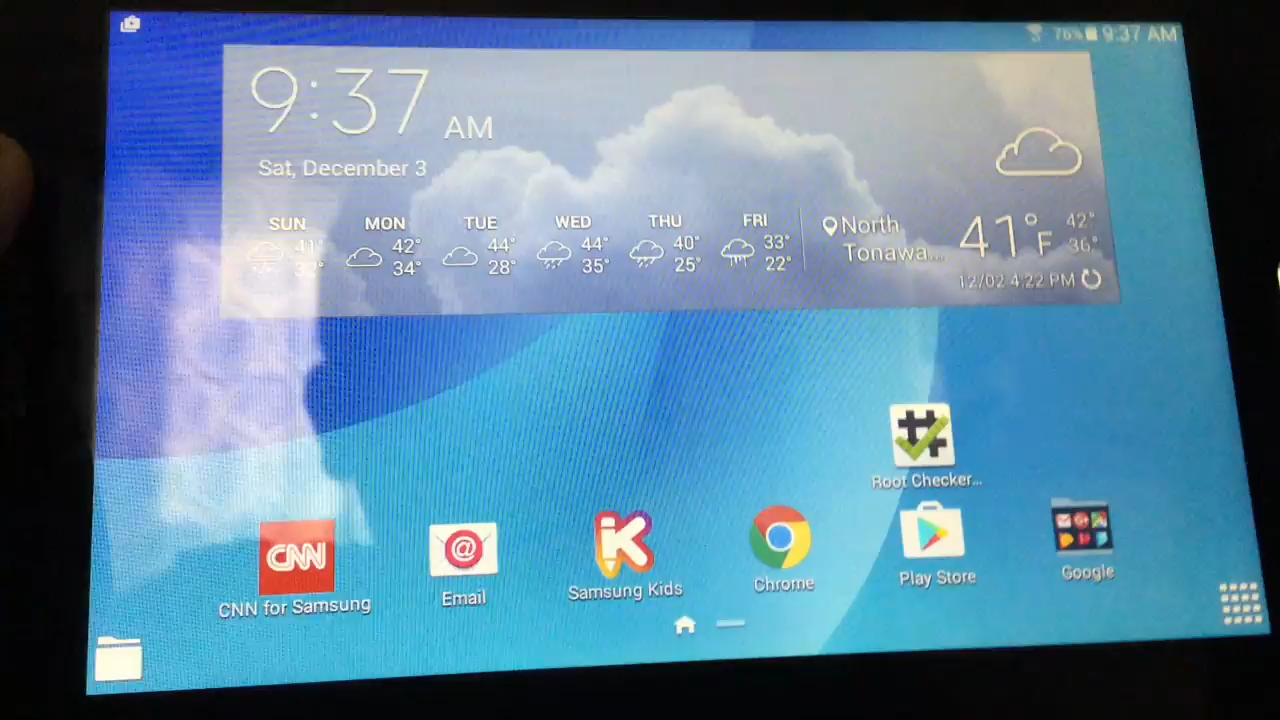 76% 9:37 AM
9:37 AM
Sat, December 3
SUN MON TUE WED THU FRI
41° 42° 44° 44° 40° 33°
34° 28° 35° 25° 22°
North
Tonawa...
41°F
42°
36°
12/02 4:22 PM
Root Checker...
CNN
CNN for Samsung
@
Email
K
Samsung Kids
Chrome
Play Store
Google